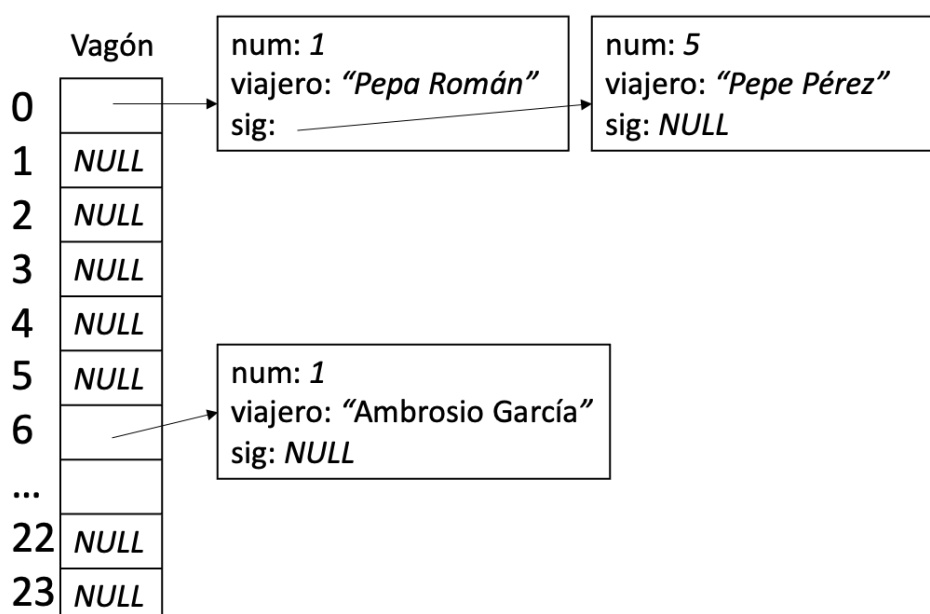 Vagón
num: 1
viajero: “Pepa Román”
sig:
num: 5
viajero: “Pepe Pérez”
sig: NULL
0
1 NULL
2 NULL
3 NULL
4 NULL
5 NULL
6
num: 1
viajero: “Ambrosio García”
sig: NULL
...
22 NULL
23 NULL